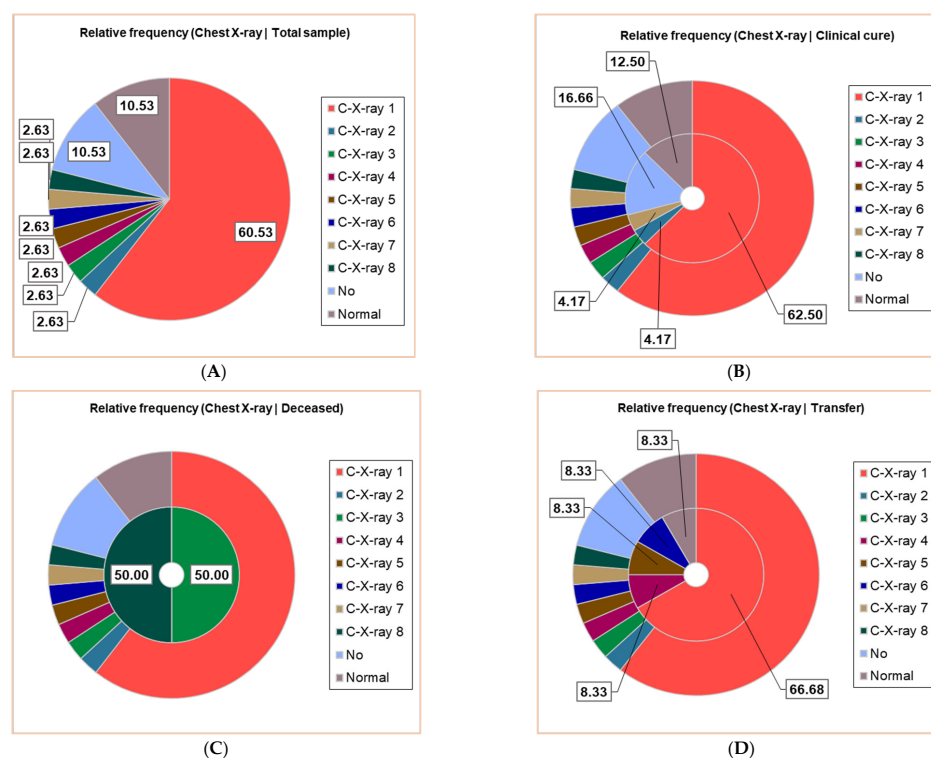 Relative frequency (Chest X-ray | Total sample)
10.53
2.63
2.63
10.53
60.53
2.63
2.63
2.63
2.63
C-X-ray 1
C-X-ray 2
C-X-ray 3
C-X-ray 4
C-X-ray 5
C-X-ray 6
C-X-ray 7
C-X-ray 8
No
Normal
(A)
Relative frequency (Chest X-ray | Clinical cure)
12.50
16.66
4.17
4.17
62.50
C-X-ray 1
C-X-ray 2
C-X-ray 3
C-X-ray 4
C-X-ray 5
C-X-ray 6
C-X-ray 7
C-X-ray 8
No
Normal
(B)
Relative frequency (Chest X-ray | Deceased)
50.00
50.00
C-X-ray 1
C-X-ray 2
C-X-ray 3
C-X-ray 4
C-X-ray 5
C-X-ray 6
C-X-ray 7
C-X-ray 8
No
Normal
(C)
Relative frequency (Chest X-ray | Transfer)
8.33
8.33
8.33
8.33
66.68
C-X-ray 1
C-X-ray 2
C-X-ray 3
C-X-ray 4
C-X-ray 5
C-X-ray 6
C-X-ray 7
C-X-ray 8
No
Normal
(D)